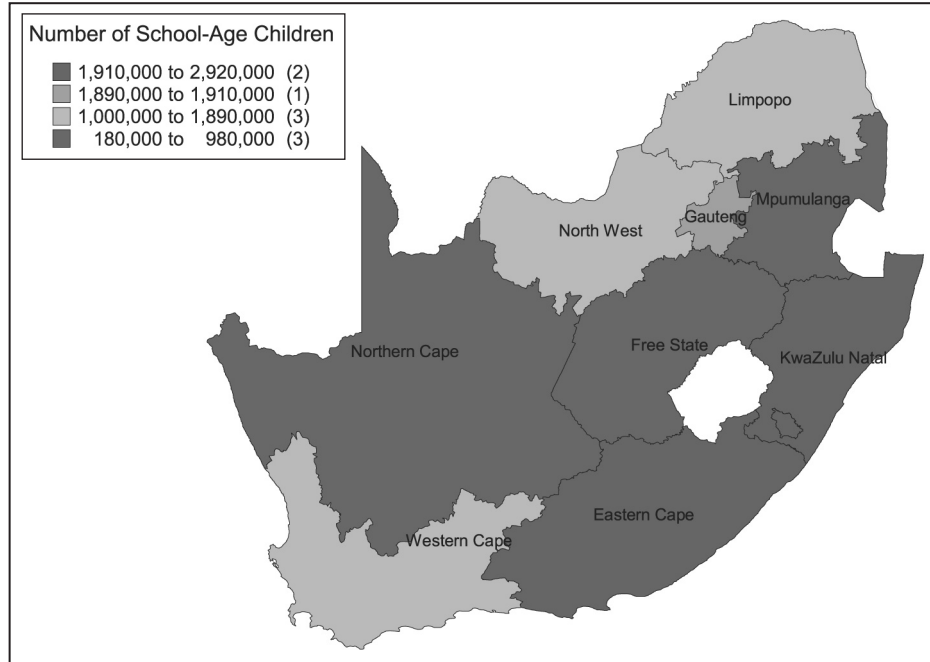 Number of School-Age Children
1,910,000 to 2,920,000 (2)
1,890,000 to 1,910,000 (1)
1,000,000 to 1,890,000 (3)
180,000 to 980,000 (3)
Limpopo
Mpumulanga
Gauteng
North West
Northern Cape
Free State
KwaZulu Natal
Eastern Cape
Western Cape